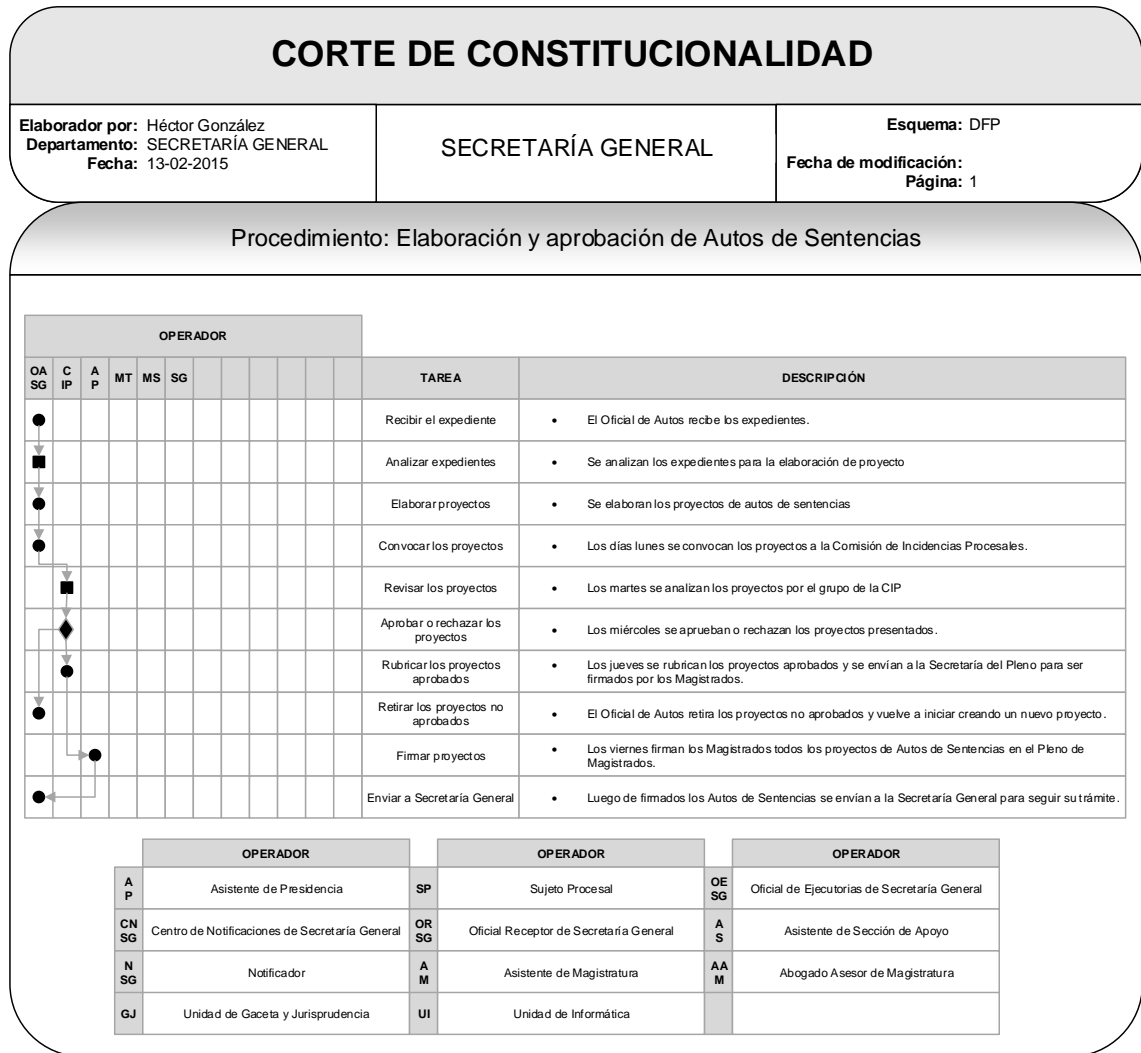 CORTE DE CONSTITUCIONALIDAD
Elaborador por: Héctor González
Departamento: SECRETARÍA GENERAL
Fecha: 13-02-2015
SECRETARÍA GENERAL
Esquema: DFP
Fecha de modificación:
Página: 1
Procedimiento: Elaboración y aprobación de Autos de Sentencias
OPERADOR
OA SG
C IP
A P
MT
MS
SG
TAREA
DESCRIPCIÓN
Recibir el expediente
• El Oficial de Autos recibe los expedientes.
Analizar expedientes
• Se analizan los expedientes para la elaboración de proyecto
Elaborar proyectos
• Se elaboran los proyectos de autos de sentencias
Convocar los proyectos
• Los días lunes se convocan los proyectos a la Comisión de Incidencias Procesales.
Revisar los proyectos
• Los martes se analizan los proyectos por el grupo de la CIP
Aprobar o rechazar los
proyectos
• Los miércoles se aprueban o rechazan los proyectos presentados.
Rubricar los proyectos
aprobados
• Los jueves se rubrican los proyectos aprobados y se envían a la Secretaría del Pleno para ser
firmados por los Magistrados.
Retirar los proyectos no
aprobados
• El Oficial de Autos retira los proyectos no aprobados y vuelve a iniciar creando un nuevo proyecto.
Firmar proyectos
• Los viernes firman los Magistrados todos los proyectos de Autos de Sentencias en el Pleno de
Magistrados.
Enviar a Secretaría General
• Luego de firmados los Autos de Sentencias se envían a la Secretaría General para seguir su trámite.
OPERADOR
OPERADOR
OPERADOR
A P
Asistente de Presidencia
SP
Sujeto Procesal
OE SG
Oficial de Ejecutorias de Secretaría General
CN SG
Centro de Notificaciones de Secretaría General
OR SG
Oficial Receptor de Secretaría General
A S
Asistente de Sección de Apoyo
N SG
Notificador
A M
Asistente de Magistratura
AA M
Abogado Asesor de Magistratura
GJ
Unidad de Gaceta y Jurisprudencia
UI
Unidad de Informática